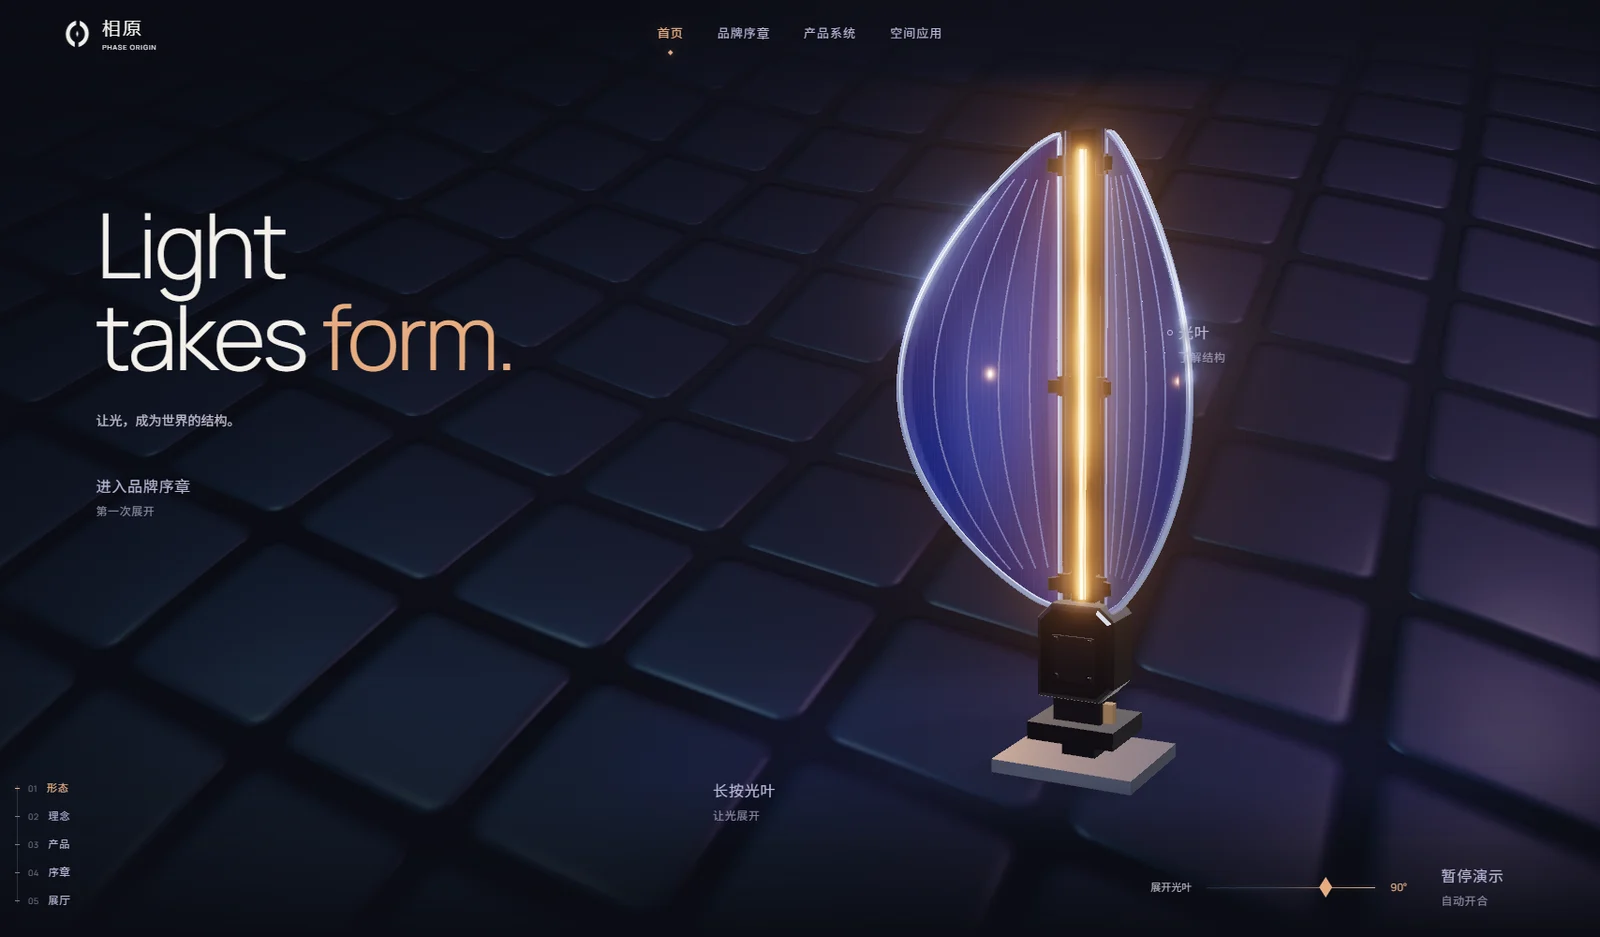 相原
PHASE ORIGIN
首页
品牌序章
产品系统
空间应用
Light
takes form.
让光，成为世界的结构。
进入品牌序章
第一次展开
光叶
了解结构
01 形态
02 理念
03 产品
04 序章
05 展厅
长按光叶
让光展开
展开光叶
90°
暂停演示
自动开合